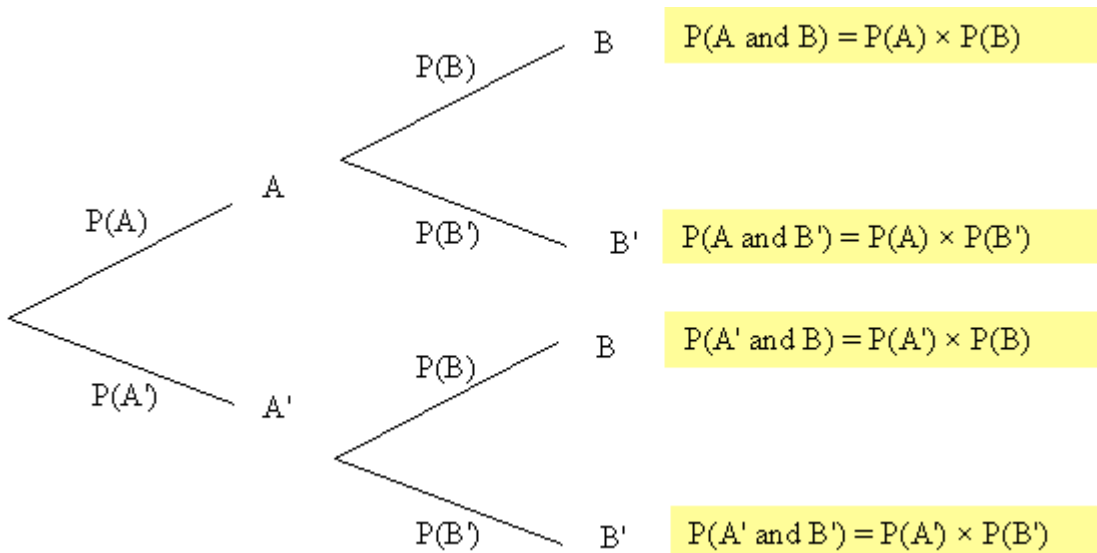 B
P(A and B) = P(A) × P(B)
P(B)
A
P(A)
P(B')
B'
P(A and B') = P(A) × P(B')
B
P(A' and B) = P(A') × P(B)
P(B)
P(A')
A'
P(B')
B'
P(A' and B') = P(A') × P(B')